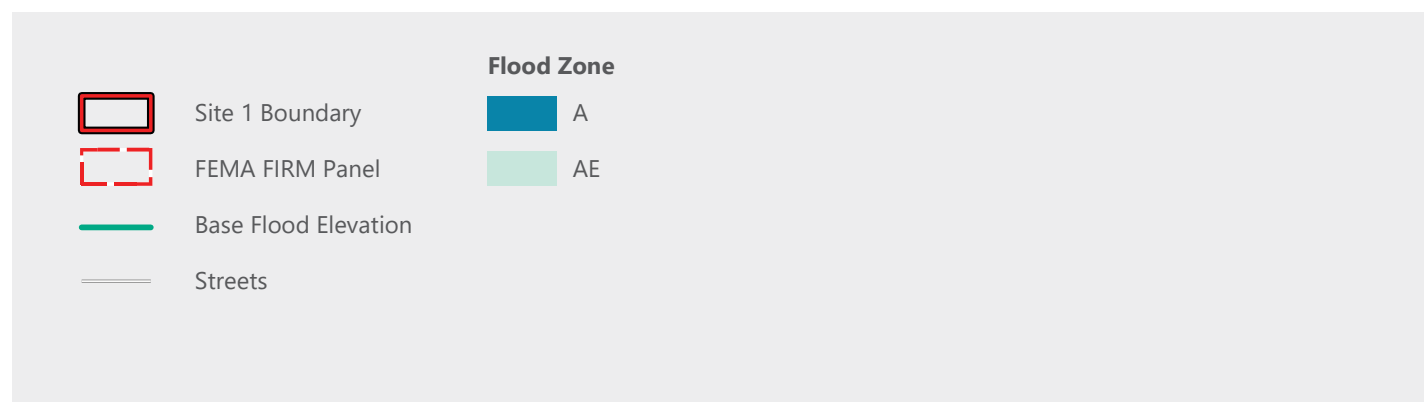 Flood Zone
Site 1 Boundary
A
FEMA FIRM Panel
AE
Base Flood Elevation
Streets